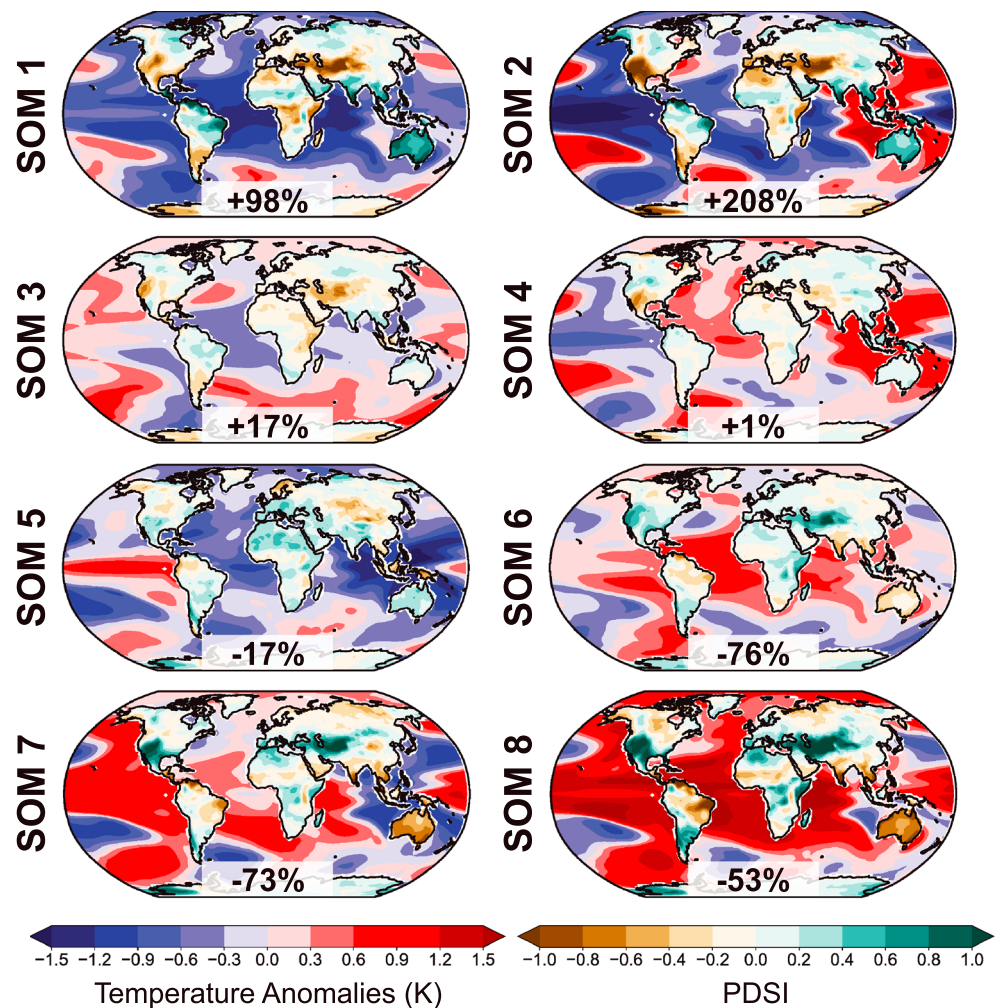 SOM 1
+98%
SOM 2
+208%
SOM 3
+17%
SOM 4
+1%
SOM 5
-17%
SOM 6
-76%
SOM 7
-73%
SOM 8
-53%
−1.5 −1.2 −0.9 −0.6 −0.3 0.0 0.3 0.6 0.9 1.2 1.5
Temperature Anomalies (K)
−1.0 −0.8 −0.6 −0.4 −0.2 0.0 0.2 0.4 0.6 0.8 1.0
PDSI